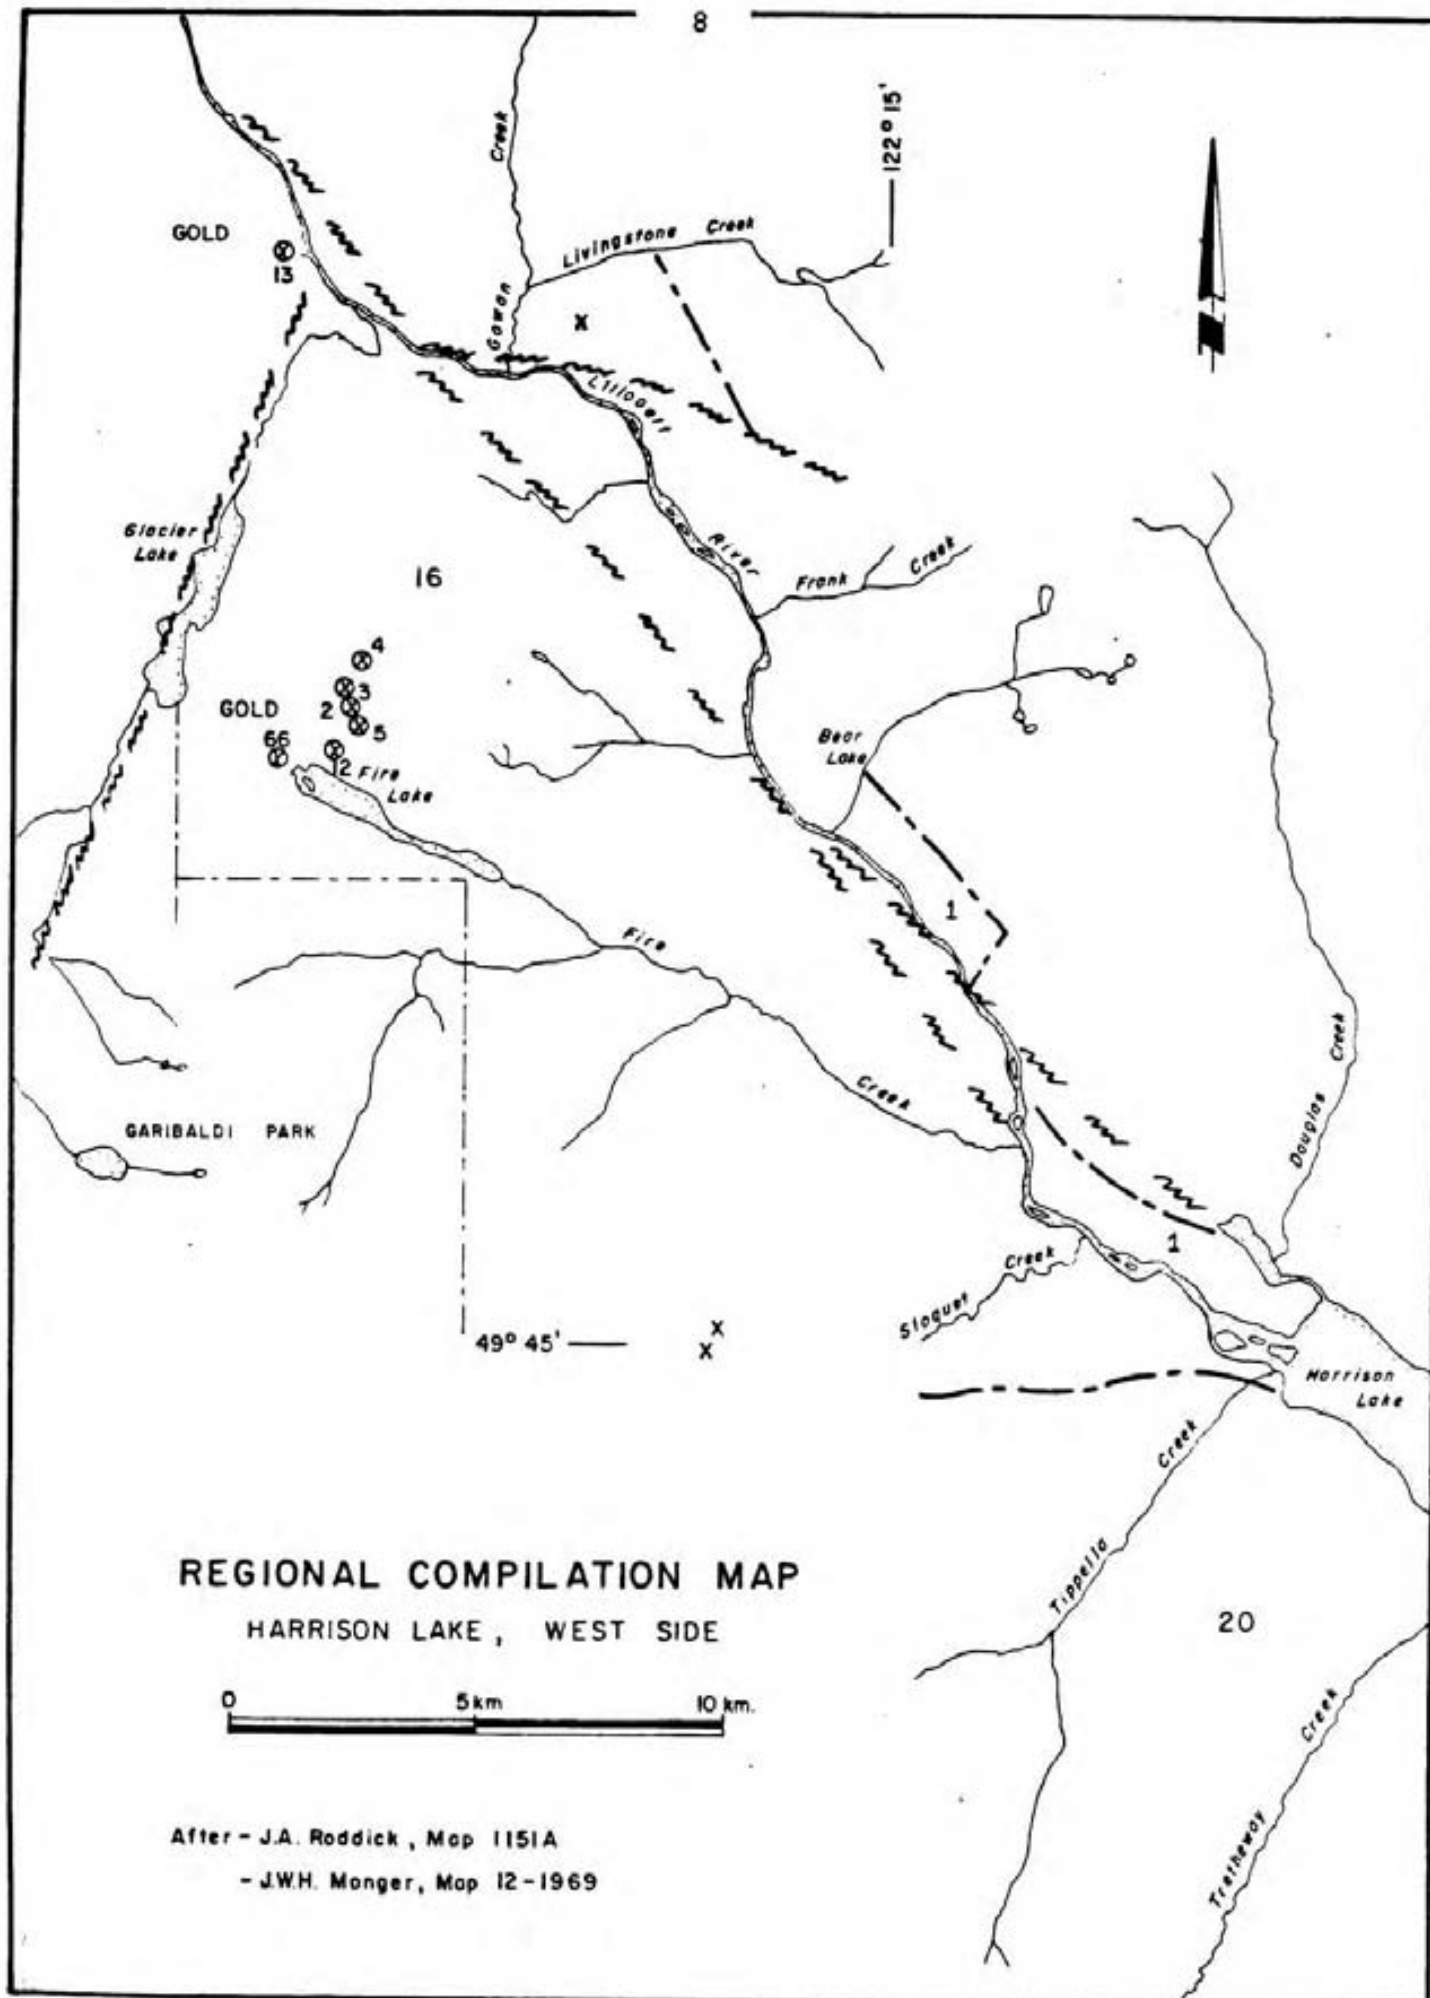 8
122° 15'
Creek
GOLD
13
Livingstone Creek
Gowan
x
Lillooett
River
Glacier
Lake
16
Frank Creek
4
3
2
5
GOLD
66
12
Fire
Lake
Bear
Lake
1
Fire
Creek
Creek
Douglas
GARIBALDI PARK
1
Creek
Sloquet
49° 45'
x
x
Harrison
Lake
Creek
Tippella
20
REGIONAL COMPILATION MAP
HARRISON LAKE, WEST SIDE
0 5km 10 km.
Creek
Tretheway
After - J.A. Roddick, Map 1151A
- J.W.H. Monger, Map 12-1969